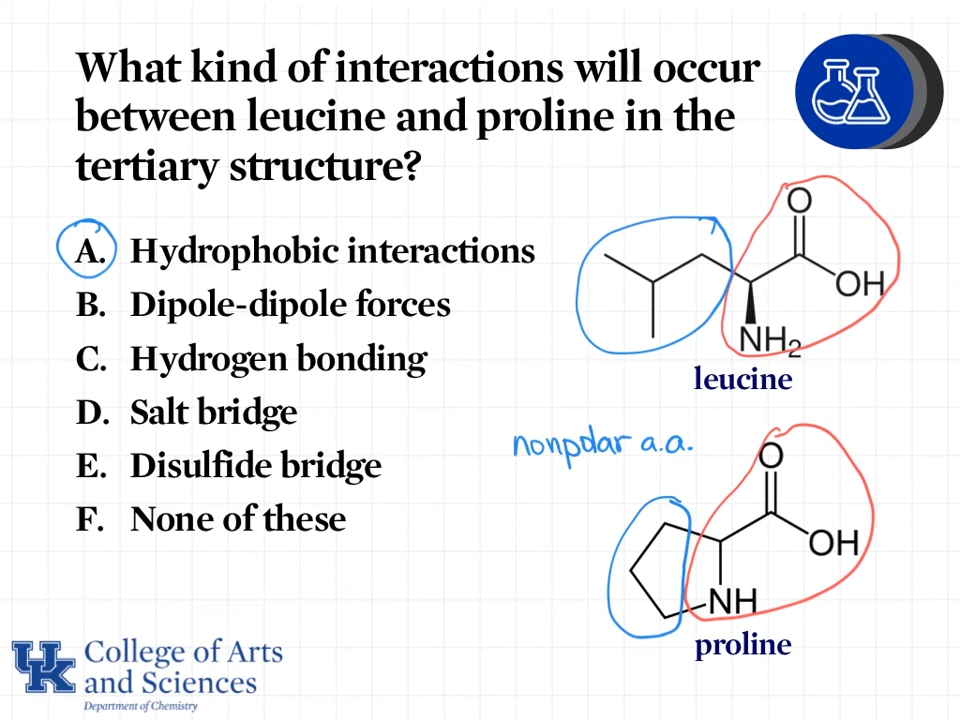 What kind of interactions will occur
between leucine and proline in the
tertiary structure?
A. Hydrophobic interactions
B. Dipole-dipole forces
C. Hydrogen bonding
D. Salt bridge
E. Disulfide bridge
F. None of these
O
OH
NH2
leucine
nonpolar a.a.
O
OH
NH
proline
UK College of Arts
and Sciences
Department of Chemistry